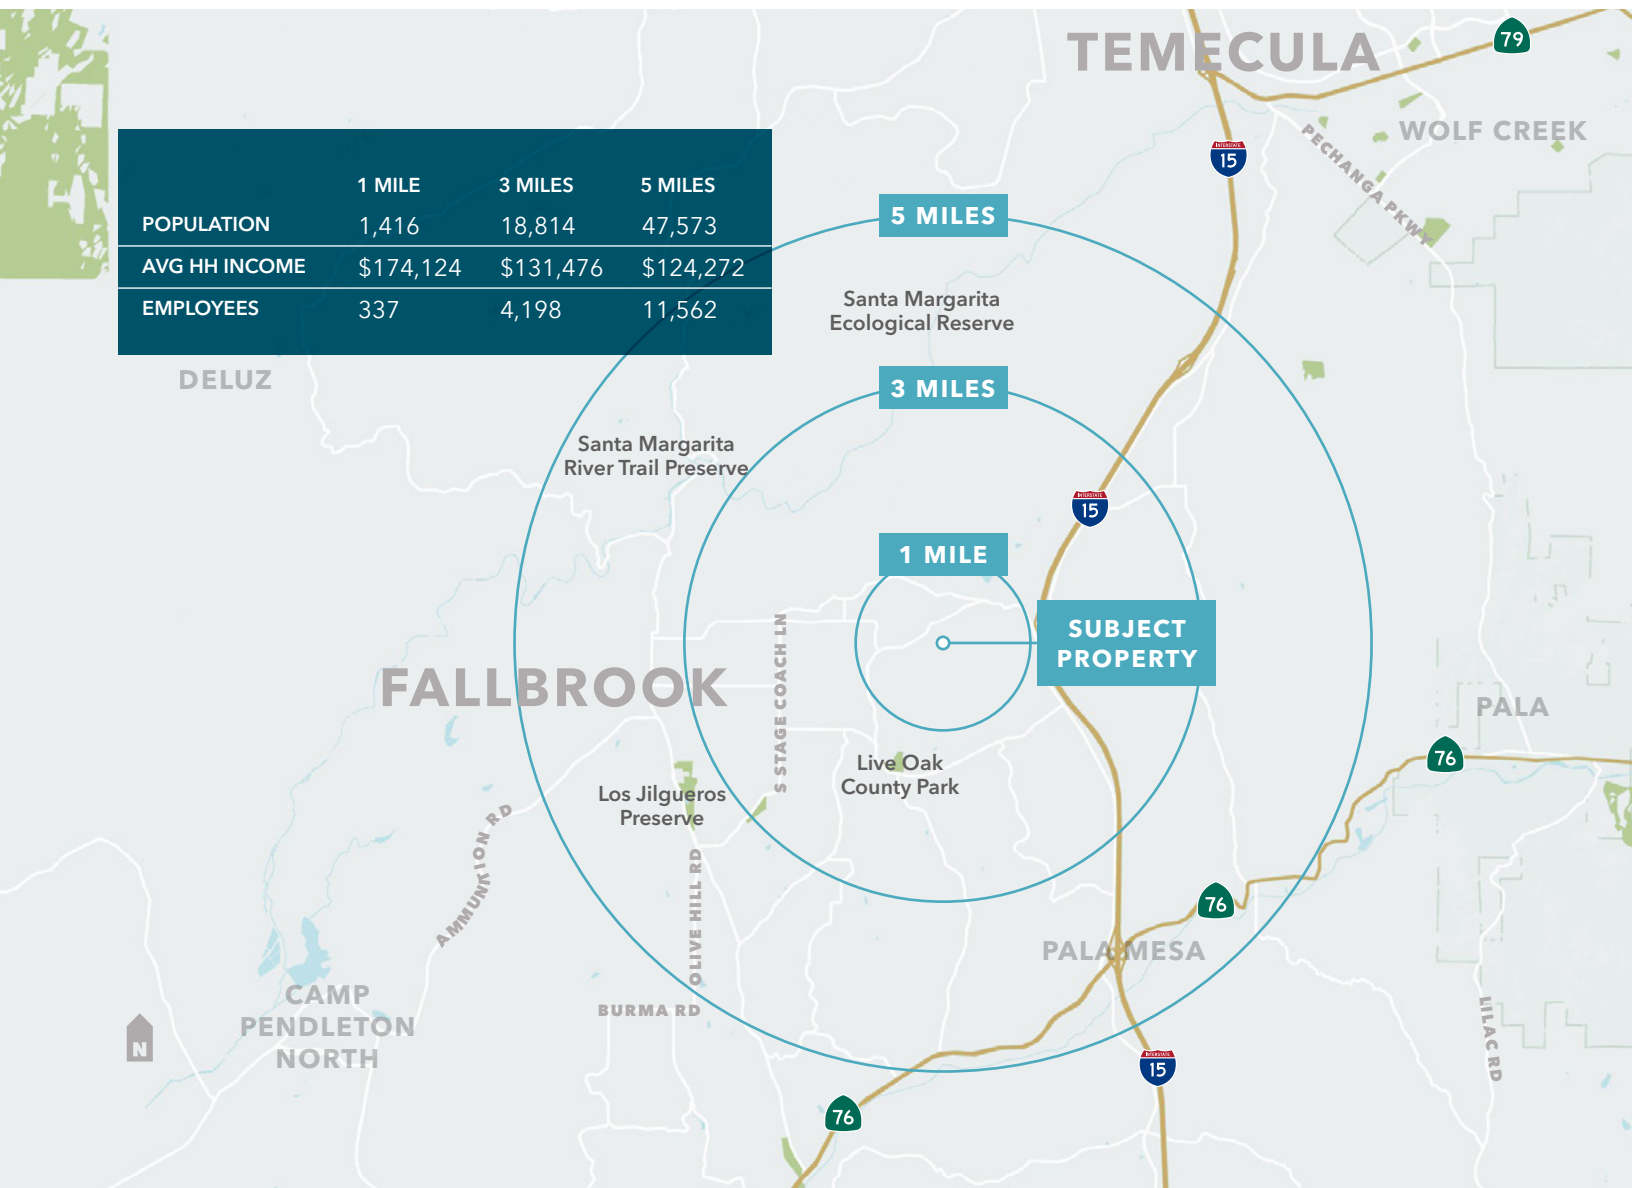 TEMECULA
79
WOLF CREEK
PECHANGA PKWY
INTERSTATE
15
1 MILE 3 MILES 5 MILES
POPULATION 1,416 18,814 47,573
AVG HH INCOME $174,124 $131,476 $124,272
EMPLOYEES 337 4,198 11,562
5 MILES
Santa Margarita
Ecological Reserve
DELUZ
3 MILES
Santa Margarita
River Trail Preserve
INTERSTATE
15
1 MILE
SUBJECT
PROPERTY
S STAGE COACH LN
FALLBROOK
PALA
76
Live Oak
County Park
Los Jilgueros
Preserve
AMMUNITION RD
OLIVE HILL RD
76
PALA MESA
CAMP
PENDLETON
NORTH
BURMA RD
N
LILAC RD
INTERSTATE
15
76